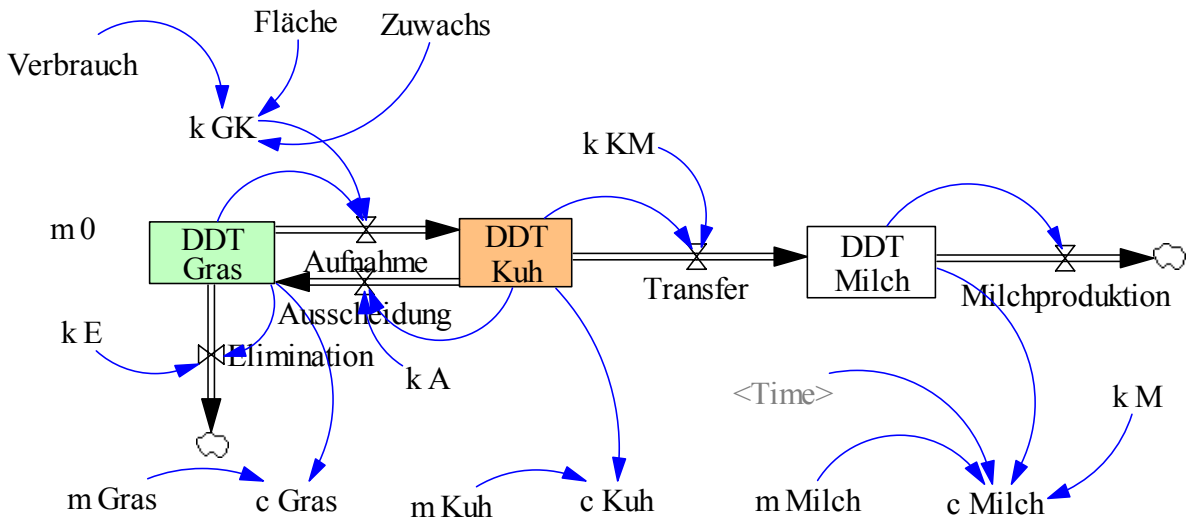 Fläche
Zuwachs
Verbrauch
k GK
k KM
m 0
DDT
Gras
DDT
Kuh
DDT
Milch
Aufnahme
Transfer
Milchproduktion
Ausscheidung
k E
Elimination
k A
<Time>
k M
m Gras
c Gras
m Kuh
c Kuh
m Milch
c Milch